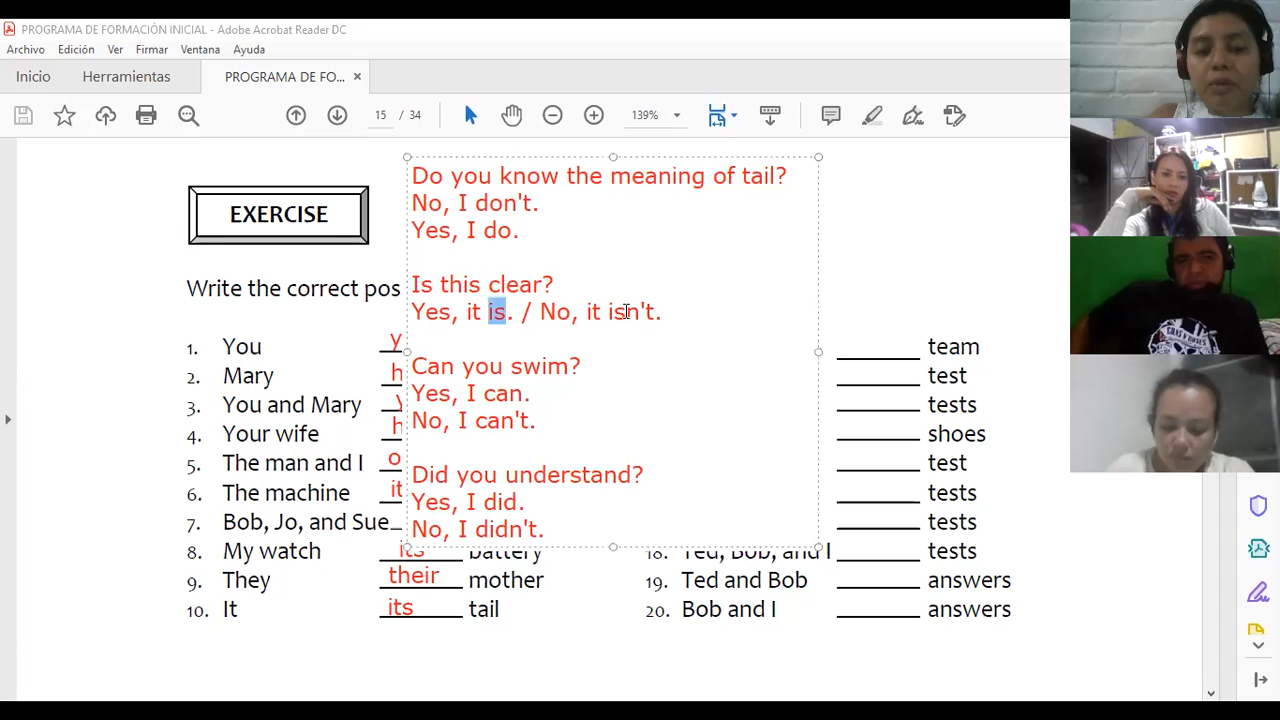 PROGRAMA DE FORMACIÓN INICIAL - Adobe Acrobat Reader DC
Archivo Edición Ver Firmar Ventana Ayuda
Inicio Herramientas PROGRAMA DE FO... ×
15 / 34 139%
EXERCISE
Do you know the meaning of tail?
No, I don't.
Yes, I do.
Is this clear?
Yes, it is. / No, it isn't.
Can you swim?
Yes, I can.
No, I can't.
Did you understand?
Yes, I did.
No, I didn't.
Write the correct pos
1. You y
2. Mary h
3. You and Mary y
4. Your wife h
5. The man and I o
6. The machine it
7. Bob, Jo, and Sue
8. My watch its battery
9. They their mother
10. It its tail
team
test
tests
shoes
test
tests
tests
18. Ted, Bob, and I tests
19. Ted and Bob answers
20. Bob and I answers